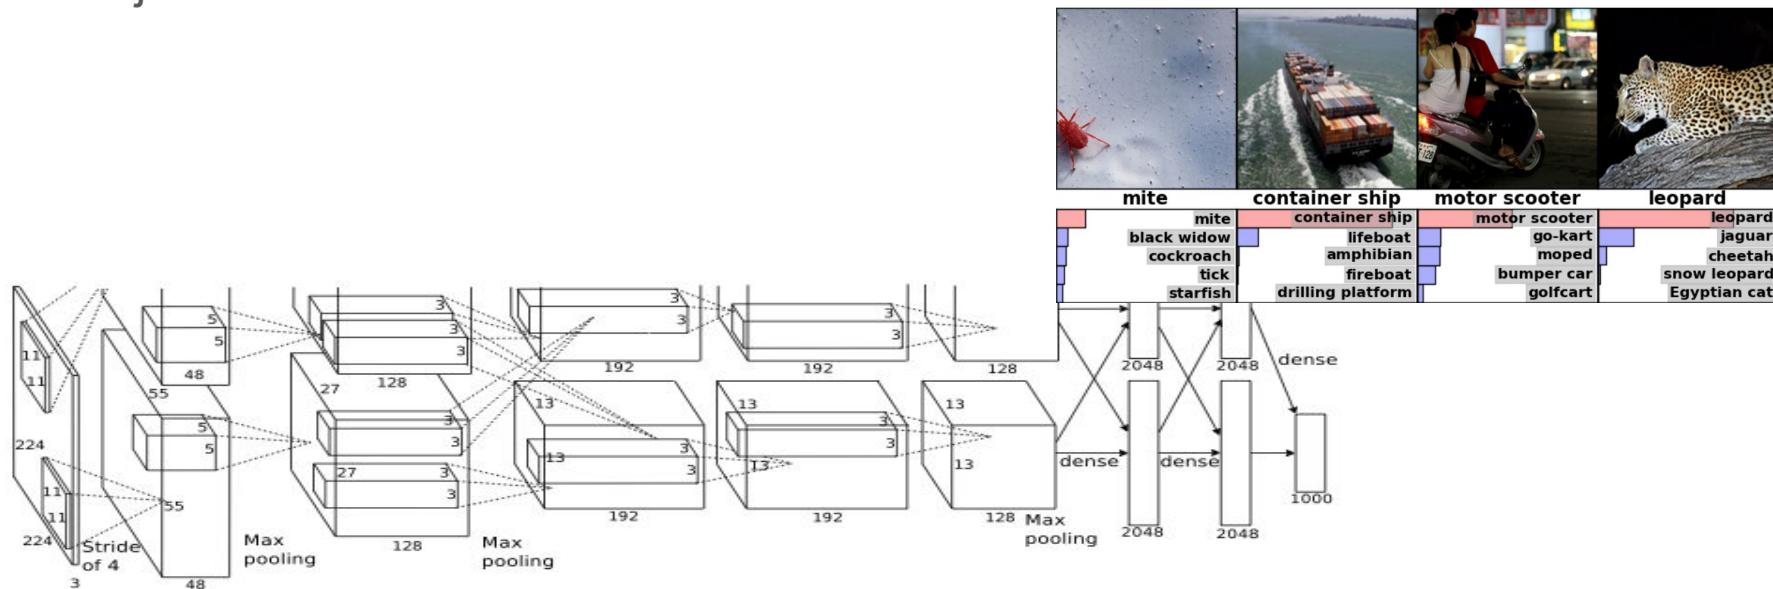 mite
container ship
motor scooter
leopard
mite
black widow
cockroach
tick
starfish
container ship
lifeboat
amphibian
fireboat
drilling platform
motor scooter
go-kart
moped
bumper car
golfcart
leopard
jaguar
cheetah
snow leopard
Egyptian cat
11
11
5
5
48
55
3
3
3
128
27
3
3
192
3
3
192
128
2048
2048
dense
224
11
11
224
3
Stride
of 4
5
5
55
48
Max
pooling
3
3
27
3
3
128
Max
pooling
13
13
3
3
192
13
13
3
3
192
13
13
128
Max
pooling
dense
2048
dense
2048
1000